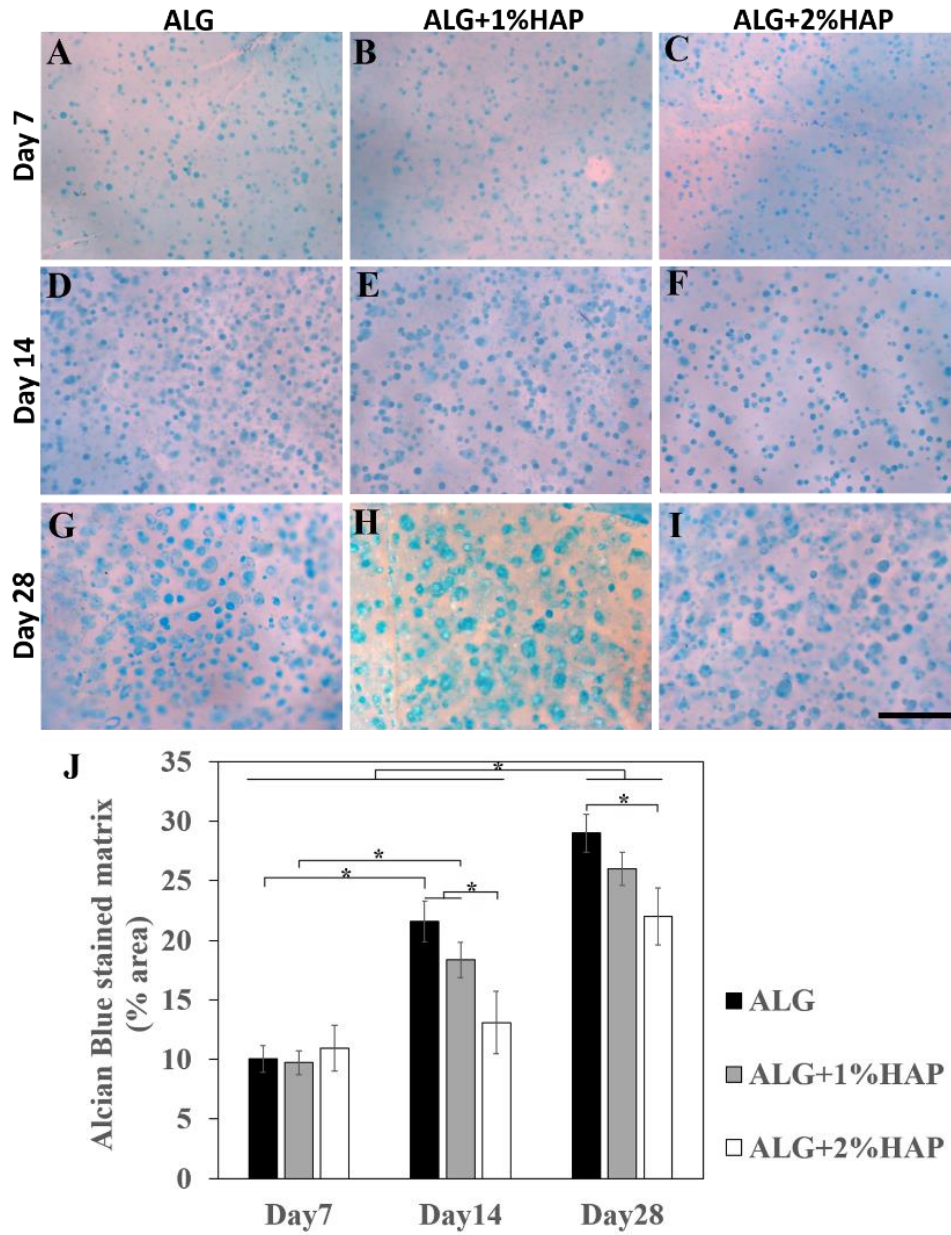 ALG ALG+1%HAP ALG+2%HAP
Day 7
A B C
Day 14
D E F
Day 28
G H I
J
Alcian Blue stained matrix
(% area)
35
30
25
20
15
10
5
0
*
*
*
*
*
Day7 Day14 Day28
ALG
ALG+1%HAP
ALG+2%HAP